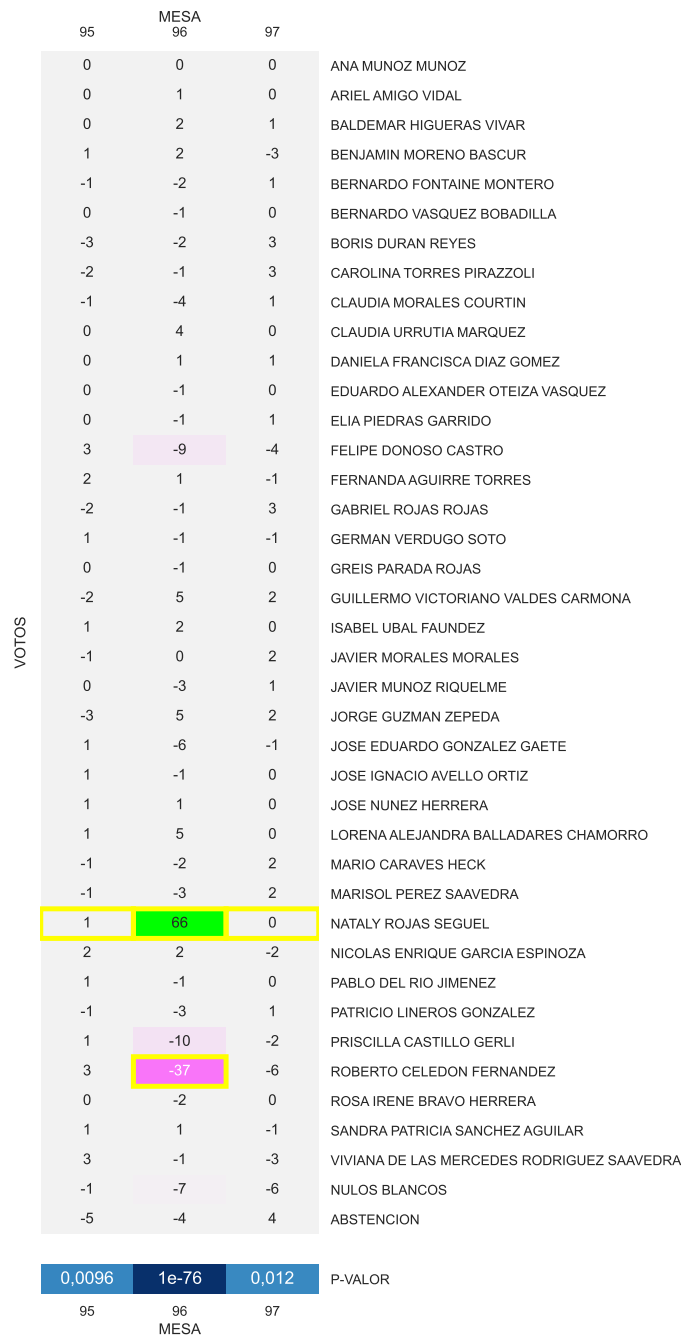 MESA
95 96 97
0 0 0 ANA MUNOZ MUNOZ
0 1 0 ARIEL AMIGO VIDAL
0 2 1 BALDEMAR HIGUERAS VIVAR
1 2 -3 BENJAMIN MORENO BASCUR
-1 -2 1 BERNARDO FONTAINE MONTERO
0 -1 0 BERNARDO VASQUEZ BOBADILLA
-3 -2 3 BORIS DURAN REYES
-2 -1 3 CAROLINA TORRES PIRAZZOLI
-1 -4 1 CLAUDIA MORALES COURTIN
0 4 0 CLAUDIA URRUTIA MARQUEZ
0 1 1 DANIELA FRANCISCA DIAZ GOMEZ
0 -1 0 EDUARDO ALEXANDER OTEIZA VASQUEZ
0 -1 1 ELIA PIEDRAS GARRIDO
3 -9 -4 FELIPE DONOSO CASTRO
2 1 -1 FERNANDA AGUIRRE TORRES
-2 -1 3 GABRIEL ROJAS ROJAS
1 -1 -1 GERMAN VERDUGO SOTO
0 -1 0 GREIS PARADA ROJAS
-2 5 2 GUILLERMO VICTORIANO VALDES CARMONA
1 2 0 ISABEL UBAL FAUNDEZ
-1 0 2 JAVIER MORALES MORALES
0 -3 1 JAVIER MUNOZ RIQUELME
-3 5 2 JORGE GUZMAN ZEPEDA
1 -6 -1 JOSE EDUARDO GONZALEZ GAETE
1 -1 0 JOSE IGNACIO AVELLO ORTIZ
1 1 0 JOSE NUNEZ HERRERA
1 5 0 LORENA ALEJANDRA BALLADARES CHAMORRO
-1 -2 2 MARIO CARAVES HECK
-1 -3 2 MARISOL PEREZ SAAVEDRA
1 66 0 NATALY ROJAS SEGUEL
2 2 -2 NICOLAS ENRIQUE GARCIA ESPINOZA
1 -1 0 PABLO DEL RIO JIMENEZ
-1 -3 1 PATRICIO LINEROS GONZALEZ
1 -10 -2 PRISCILLA CASTILLO GERLI
3 -37 -6 ROBERTO CELEDON FERNANDEZ
0 -2 0 ROSA IRENE BRAVO HERRERA
1 1 -1 SANDRA PATRICIA SANCHEZ AGUILAR
3 -1 -3 VIVIANA DE LAS MERCEDES RODRIGUEZ SAAVEDRA
-1 -7 -6 NULOS BLANCOS
-5 -4 4 ABSTENCION
VOTOS
0,0096 1e-76 0,012 P-VALOR
95 96 97
MESA